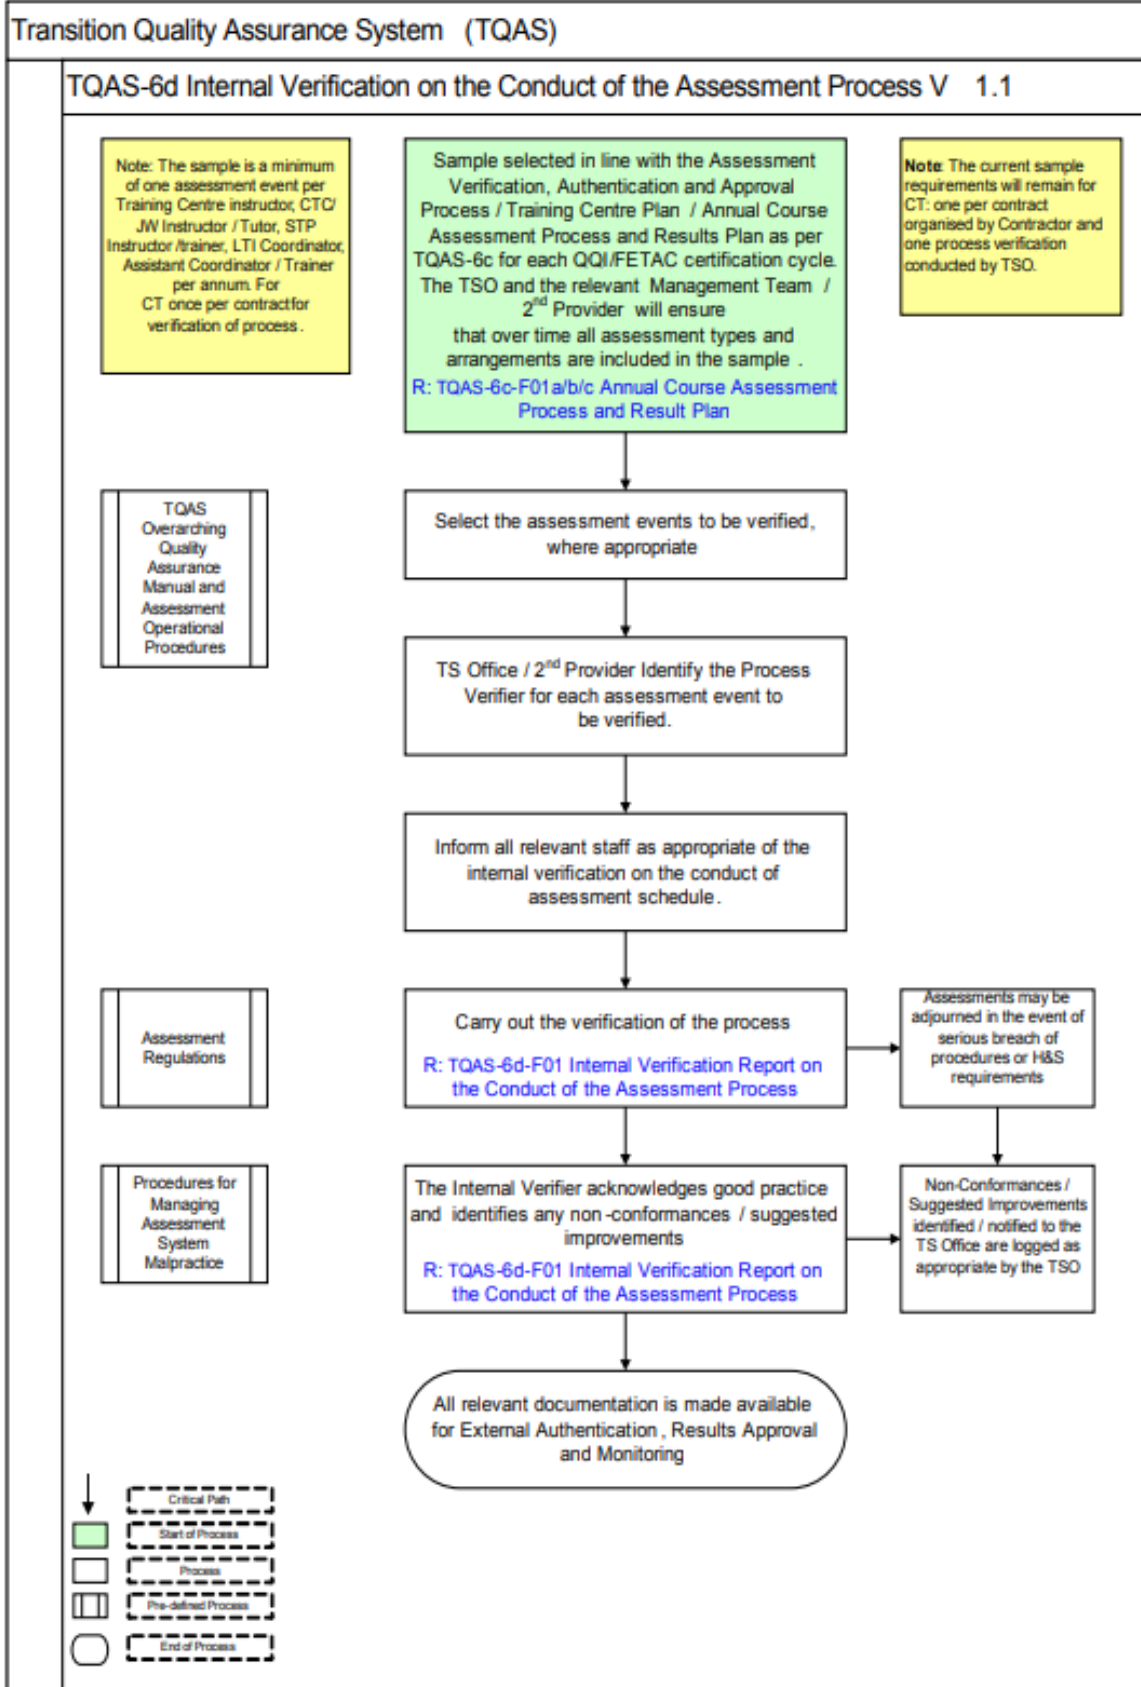 Transition Quality Assurance System (TQAS)
TQAS-6d Internal Verification on the Conduct of the Assessment Process V 1.1
Note: The sample is a minimum
of one assessment event per
Training Centre instructor, CTC/
JW Instructor / Tutor, STP
Instructor /trainer, LTI Coordinator,
Assistant Coordinator / Trainer
per annum. For
CT once per contract for
verification of process .
Sample selected in line with the Assessment
Verification, Authentication and Approval
Process / Training Centre Plan / Annual Course
Assessment Process and Results Plan as per
TQAS-6c for each QQI/FETAC certification cycle.
The TSO and the relevant Management Team /
2nd Provider will ensure
that over time all assessment types and
arrangements are included in the sample .
R: TQAS-6c-F01a/b/c Annual Course Assessment
Process and Result Plan
Note: The current sample
requirements will remain for
CT: one per contract
organised by Contractor and
one process verification
conducted by TSO.
TQAS
Overarching
Quality
Assurance
Manual and
Assessment
Operational
Procedures
Select the assessment events to be verified,
where appropriate
TS Office / 2nd Provider Identify the Process
Verifier for each assessment event to
be verified.
Inform all relevant staff as appropriate of the
internal verification on the conduct of
assessment schedule .
Assessment
Regulations
Carry out the verification of the process
R: TQAS-6d-F01 Internal Verification Report on
the Conduct of the Assessment Process
Assessments may be
adjourned in the event of
serious breach of
procedures or H&S
requirements
Procedures for
Managing
Assessment
System
Malpractice
The Internal Verifier acknowledges good practice
and identifies any non -conformances / suggested
improvements
R: TQAS-6d-F01 Internal Verification Report on
the Conduct of the Assessment Process
Non-Conformances /
Suggested Improvements
identified / notified to the
TS Office are logged as
appropriate by the TSO
All relevant documentation is made available
for External Authentication , Results Approval
and Monitoring
Critical Path
Start of Process
Process
Pre-defined Process
End of Process